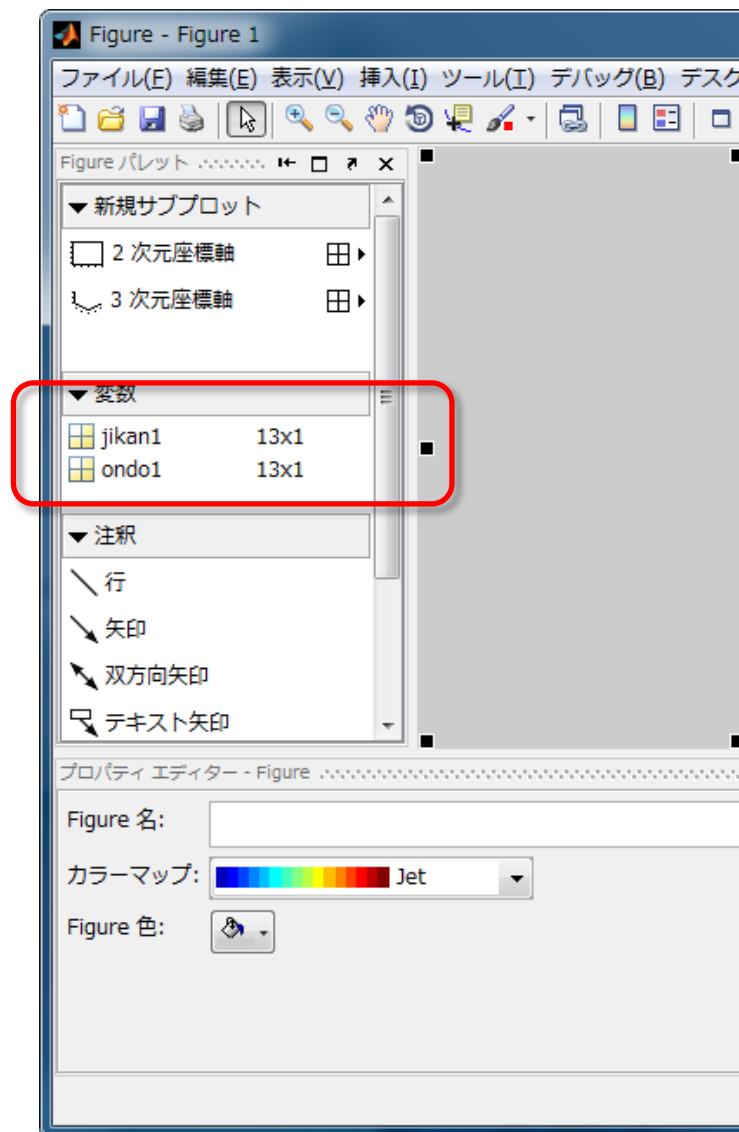 Figure - Figure 1
ファイル(F) 編集(E) 表示(V) 挿入(I) ツール(T) デバッグ(B) デスク
Figure パレット
新規サブプロット
2 次元座標軸
3 次元座標軸
変数
jikan1 13x1
ondo1 13x1
注釈
行
矢印
双方向矢印
テキスト矢印
プロパティ エディター - Figure
Figure 名:
カラーマップ: Jet
Figure 色: